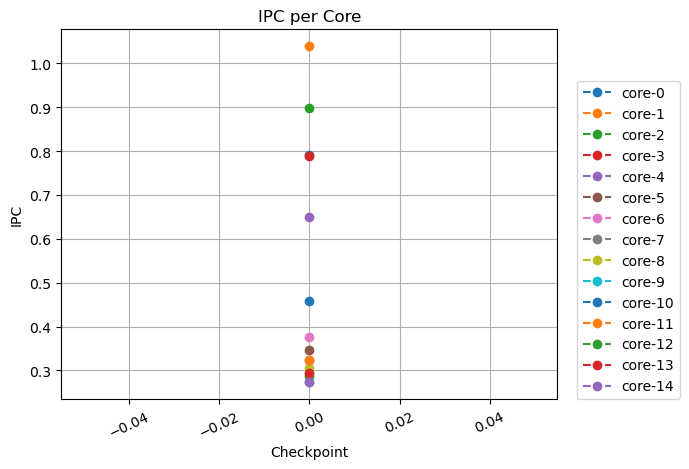 IPC per Core
IPC
1.0
0.9
0.8
0.7
0.6
0.5
0.4
0.3
−0.04
−0.02
0.00
0.02
0.04
Checkpoint
core-0
core-1
core-2
core-3
core-4
core-5
core-6
core-7
core-8
core-9
core-10
core-11
core-12
core-13
core-14